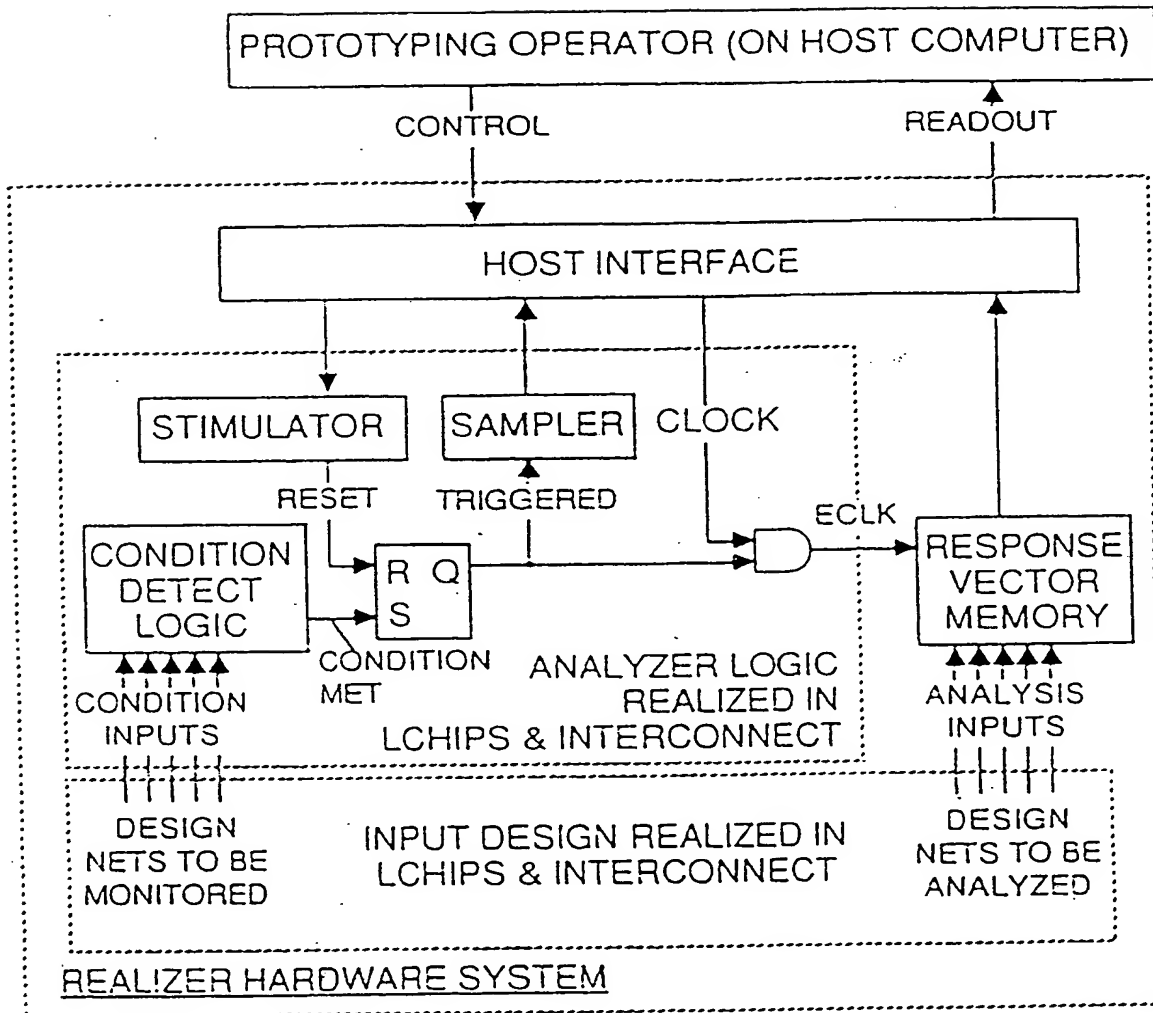 PROTOTYPING OPERATOR (ON HOST COMPUTER)
CONTROL
READOUT
HOST INTERFACE
STIMULATOR
SAMPLER
CLOCK
RESET
TRIGGERED
ECLK
CONDITION
DETECT
LOGIC
R Q
S
RESPONSE
VECTOR
MEMORY
CONDITION
MET
CONDITION
INPUTS
ANALYZER LOGIC
REALIZED IN
LCHIPS & INTERCONNECT
ANALYSIS
INPUTS
DESIGN
NETS TO BE
MONITORED
INPUT DESIGN REALIZED IN
LCHIPS & INTERCONNECT
DESIGN
NETS TO BE
ANALYZED
REALIZER HARDWARE SYSTEM